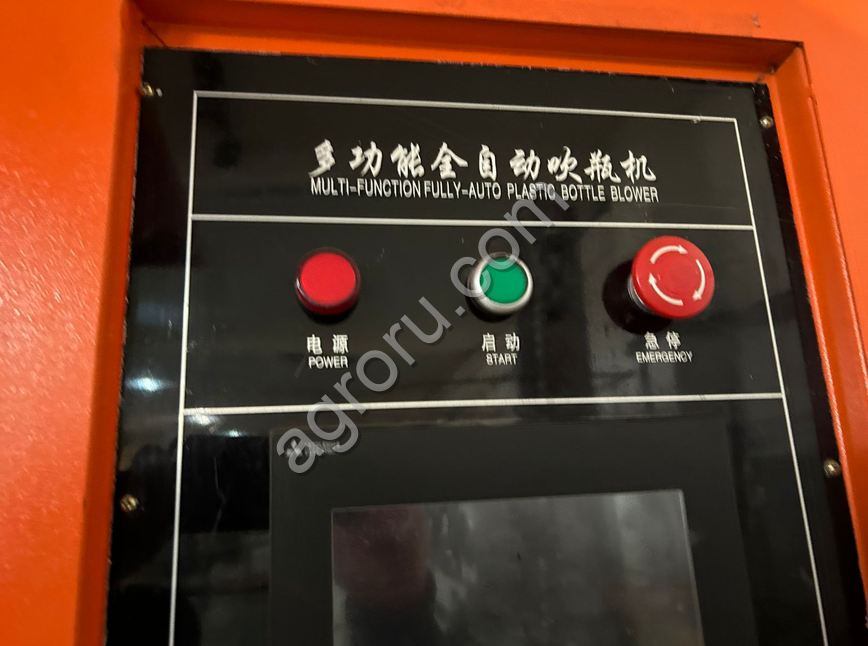 多功能全自动吹瓶机
MULTI-FUNCTION FULLY-AUTO PLASTIC BOTTLE BLOWER
电源
POWER
启动
START
急停
EMERGENCY
agroru.com